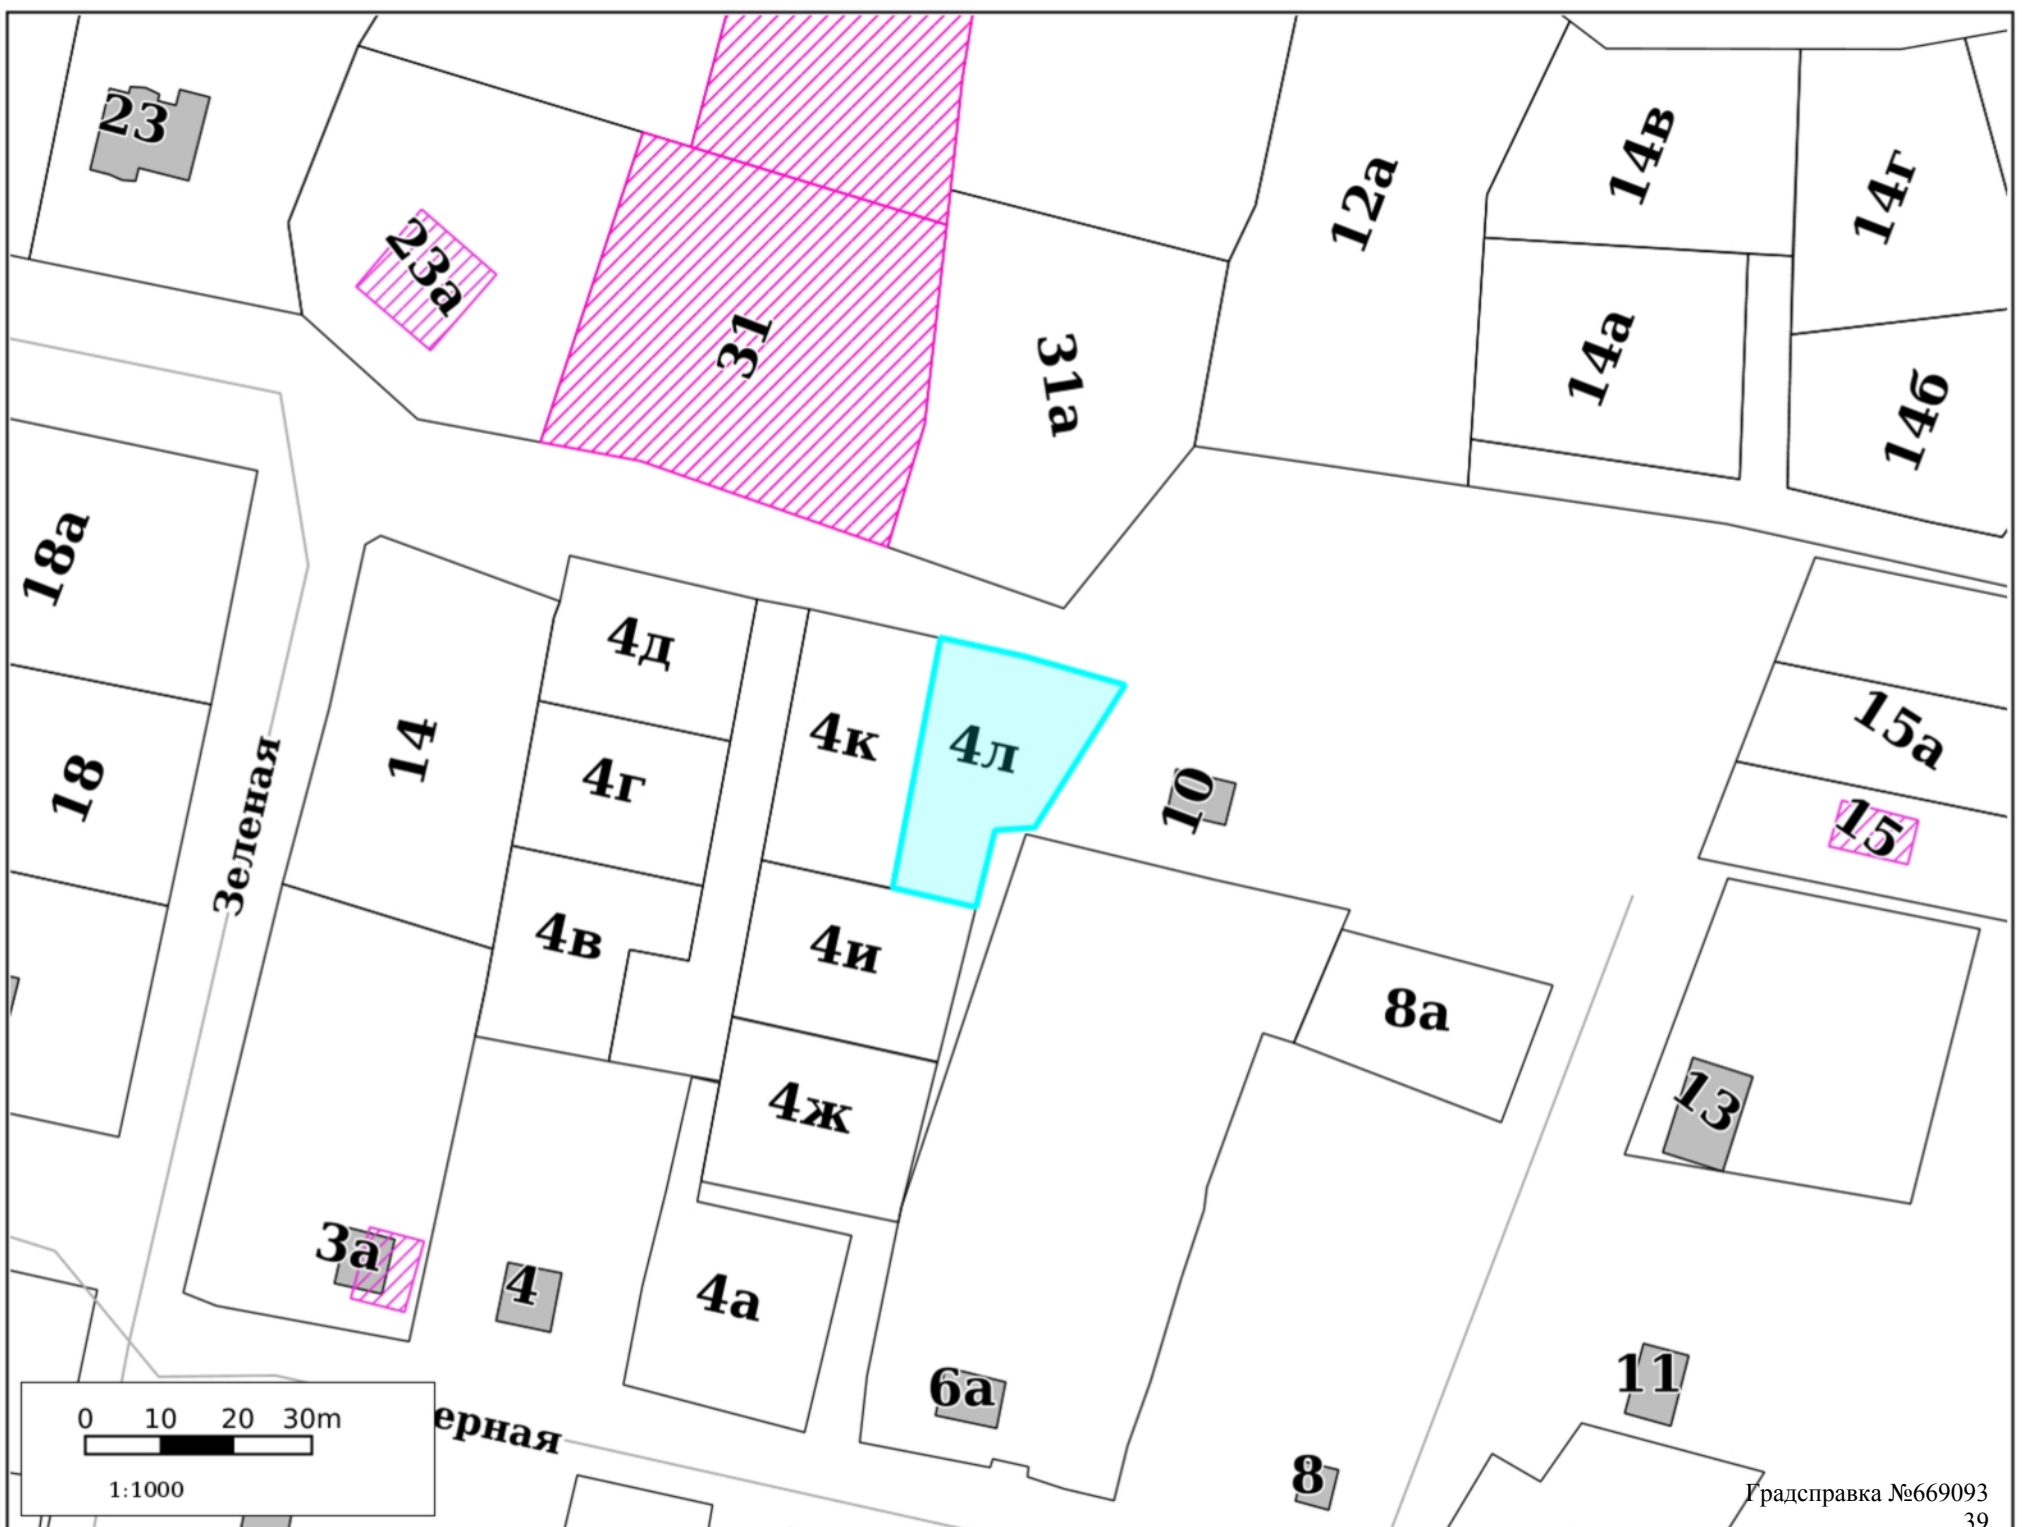 23
12а
14в
14г
23а
31
31а
14а
14б
18а
4д
4к
4л
15а
14
4г
10
15
18
Зеленая
4в
4и
8а
13
4ж
3а
4
4а
6а
11
ерная
8
0 10 20 30m
1:1000
Градсправка №669093
39